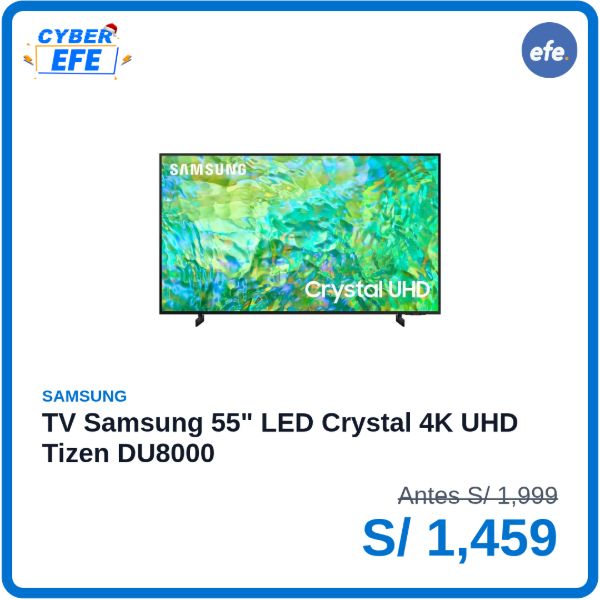 CYBER
EFE
efe.
SAMSUNG
Crystal UHD
SAMSUNG
TV Samsung 55" LED Crystal 4K UHD
Tizen DU8000
Antes S/ 1,999
S/ 1,459